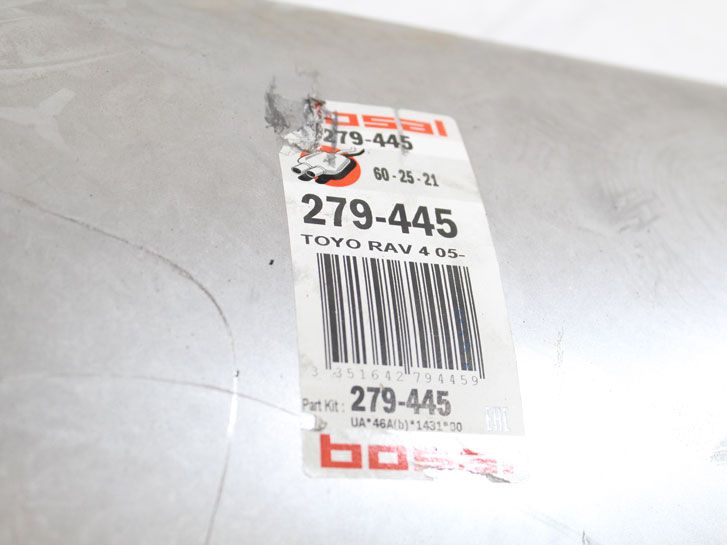 bosal
279-445
60-25-21
279-445
TOYO RAV 4 05-
3 351642 794459
Part Kit: 279-445
UA*46A(b)*1431*00
EAC
bosal